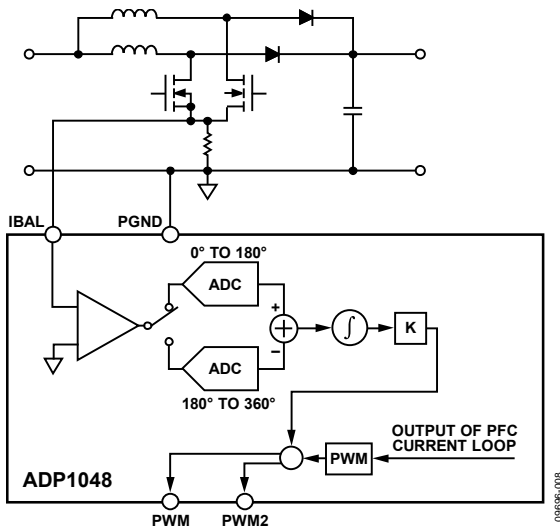 IBAL
PGND
0° TO 180°
ADC
+
−
∫
K
ADC
180° TO 360°
OUTPUT OF PFC
CURRENT LOOP
PWM
ADP1048
PWM
PWM2
09696-008